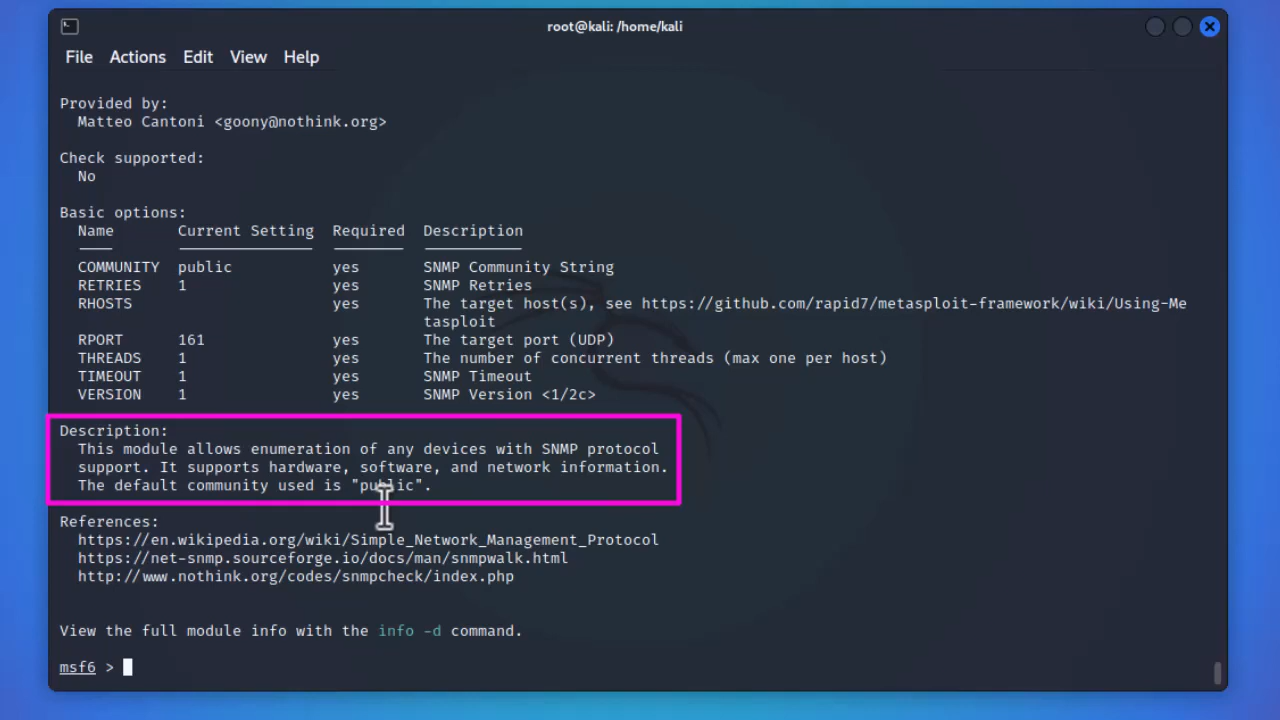 root@kali: /home/kali
File Actions Edit View Help
Provided by:
Matteo Cantoni <goony@nothink.org>
Check supported:
No
Basic options:
Name Current Setting Required Description
COMMUNITY public yes SNMP Community String
RETRIES 1 yes SNMP Retries
RHOSTS yes The target host(s), see https://github.com/rapid7/metasploit-framework/wiki/Using-Me
tasploit
RPORT 161 yes The target port (UDP)
THREADS 1 yes The number of concurrent threads (max one per host)
TIMEOUT 1 yes SNMP Timeout
VERSION 1 yes SNMP Version <1/2c>
Description:
This module allows enumeration of any devices with SNMP protocol
support. It supports hardware, software, and network information.
The default community used is "public".
References:
https://en.wikipedia.org/wiki/Simple_Network_Management_Protocol
https://net-snmp.sourceforge.io/docs/man/snmpwalk.html
http://www.nothink.org/codes/snmpcheck/index.php
View the full module info with the info -d command.
msf6 >